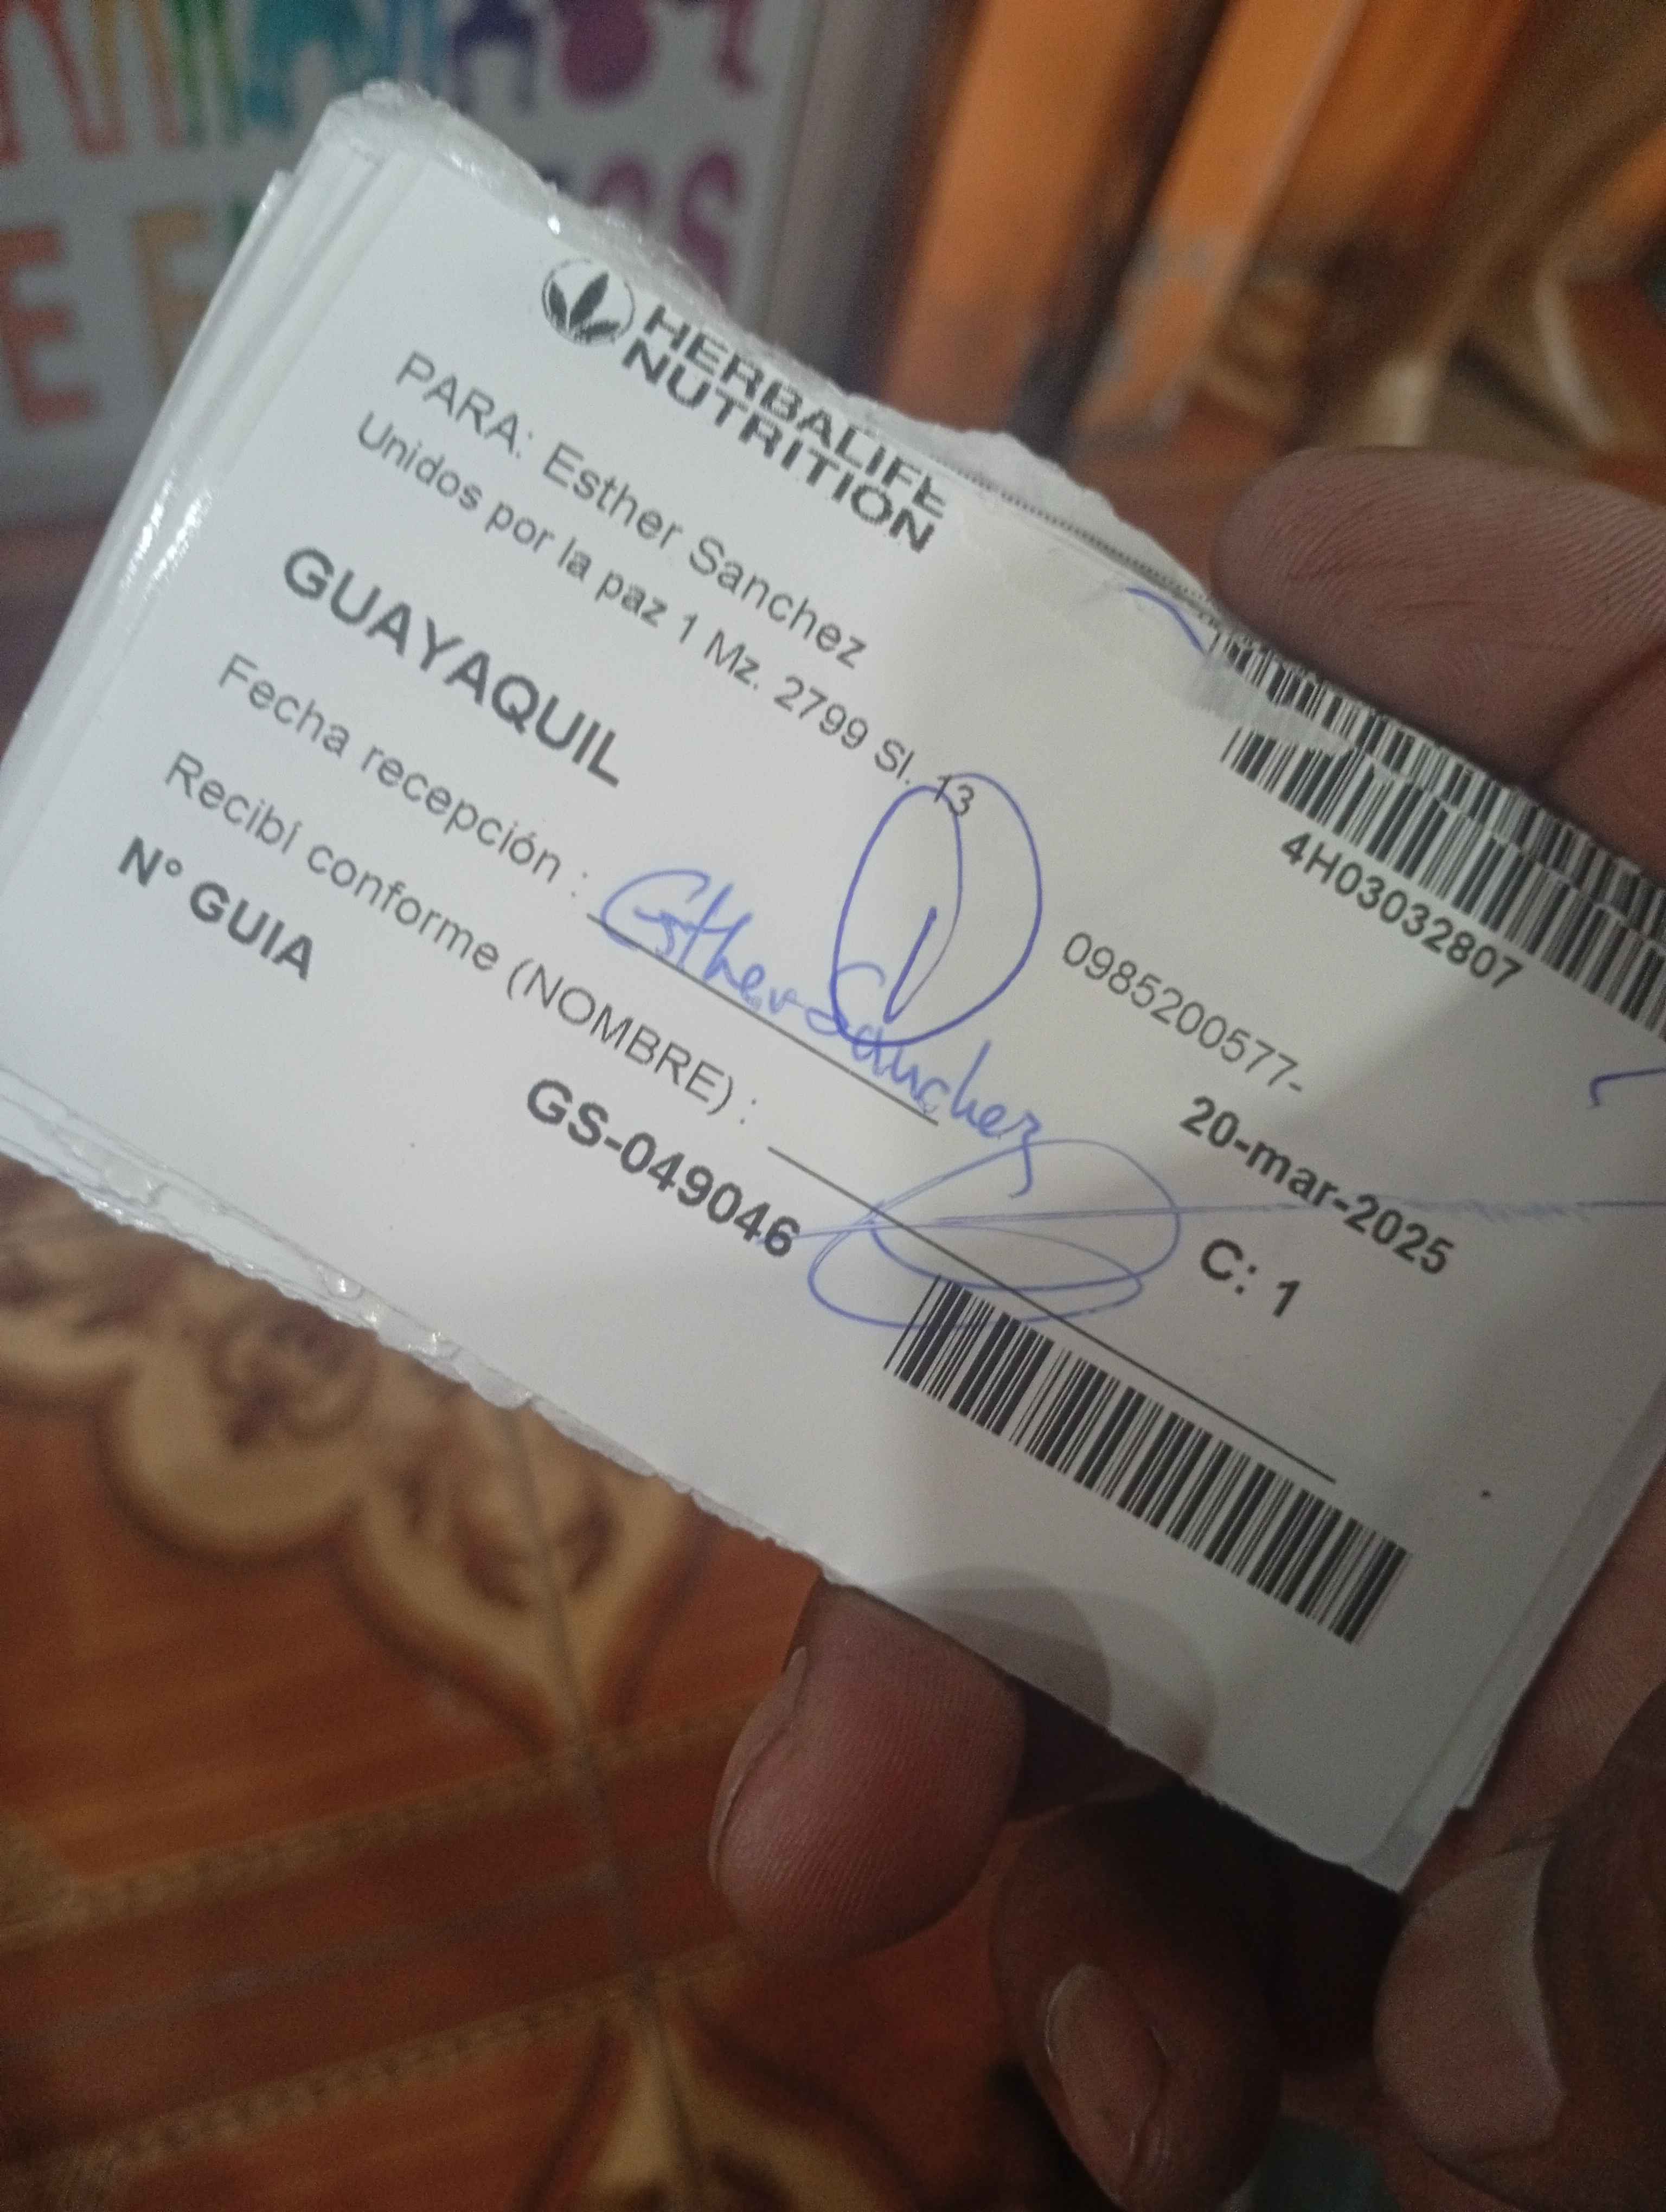 HERBALIFE
NUTRITION
4H03032807
PARA: Esther Sanchez
Unidos por la paz 1 Mz. 2799 Sl. 13
0985200577-
GUAYAQUIL
20-mar-2025
Fecha recepción :
Esther Sanchez
C: 1
Recibí conforme (NOMBRE) :
N° GUIA
GS-049046